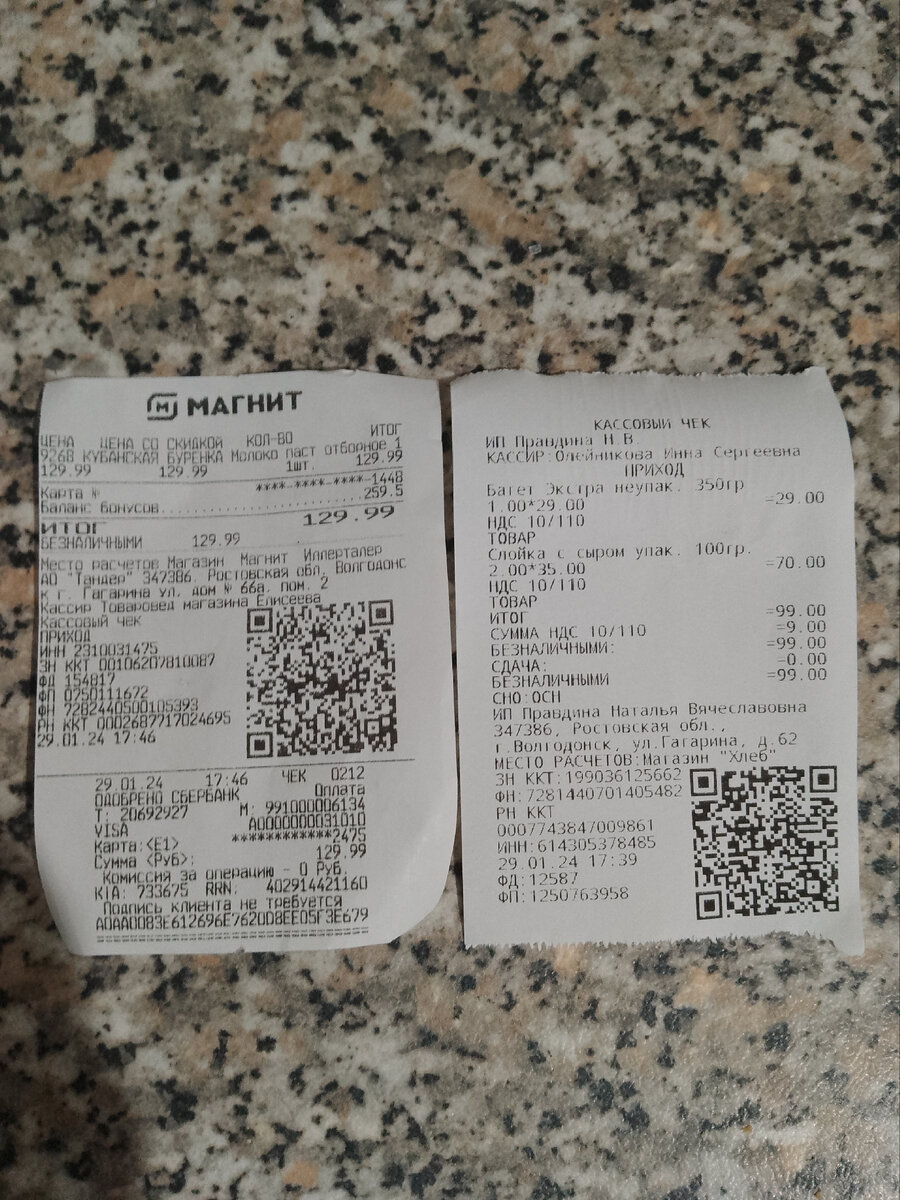 МАГНИТ
ЦЕНА ЦЕНА СО СКИДКОЙ КОЛ-ВО ИТОГ
9268 КУБАНСКАЯ БУРЕНКА Молоко паст отборное 1
129.99 129.99 1шт. 129.99
Карта № ****-****-****-1448
Баланс бонусов 259.5
ИТОГ 129.99
БЕЗНАЛИЧНЫМИ 129.99
Место расчетов Магазин Магнит Иллерталер
АО "Тандер" 347386, Ростовская обл, Волгодонс
к г, Гагарина ул, дом № 66а, пом. 2
Кассир Товаровед магазина Елисеева
Кассовый чек
ПРИХОД
ИНН 2310031475
ЗН ККТ 00106207810087
ФД 154817
ФП 0750111672
ФН 7282440500105393
РН ККТ 0002687717024695
29.01.24 17:46
29.01.24 17:46 ЧЕК 0212
ОДОБРЕНО СБЕРБАНК Оплата
Т: 20692927 М: 991000006134
VISA A0000000031010
Карта:<E1> ************2475
Сумма <Руб>: 129.99
Комиссия за операцию - 0 Руб.
К1А: 733675 RRN: 402914421160
Подпись клиента не требуется
A0AA0083E612696E7620D8EE05F3E679
КАССОВЫЙ ЧЕК
ИП Правдина Н.В
КАССИР:Олейникова Инна Сергеевна
ПРИХОД
Багет Экстра неупак. 350гр
1.00*29.00 =29.00
НДС 10/110
ТОВАР
Слойка с сыром упак. 100гр.
2.00*35.00 =70.00
НДС 10/110
ТОВАР
ИТОГ =99.00
СУММА НДС 10/110 =9.00
БЕЗНАЛИЧНЫМИ: =99.00
СДАЧА: =0.00
БЕЗНАЛИЧНЫМИ =99.00
СНО:ОСН
ИП Правдина Наталья Вячеславовна
347386, Ростовская обл.,
г.Волгодонск, ул.Гагарина, д.62
МЕСТО РАСЧЕТОВ:Магазин "Хлеб"
ЗН ККТ:199036125662
ФН:7281440701405482
РН ККТ
0007743847009861
ИНН:614305378485
29.01.24 17:39
ФД:12587
ФП:1250763958